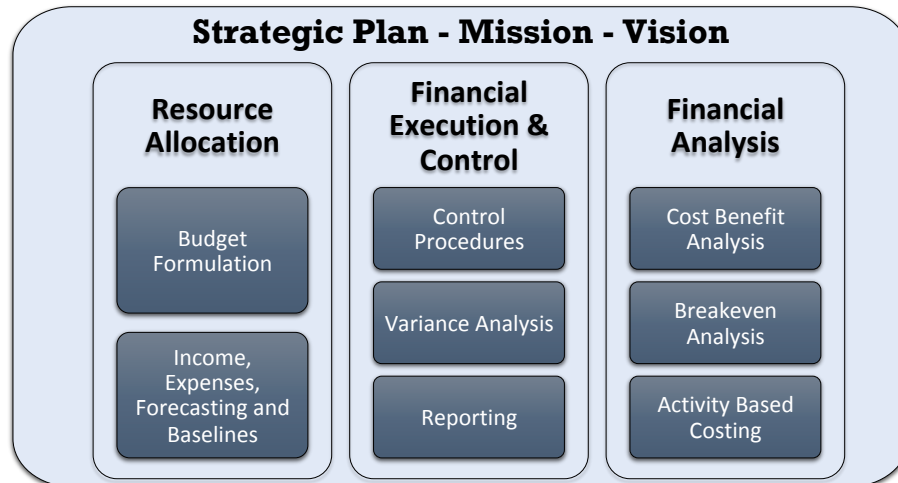 Strategic Plan - Mission - Vision
Resource
Allocation
Budget
Formulation
Income,
Expenses,
Forecasting and
Baselines
Financial
Execution &
Control
Control
Procedures
Variance Analysis
Reporting
Financial
Analysis
Cost Benefit
Analysis
Breakeven
Analysis
Activity Based
Costing